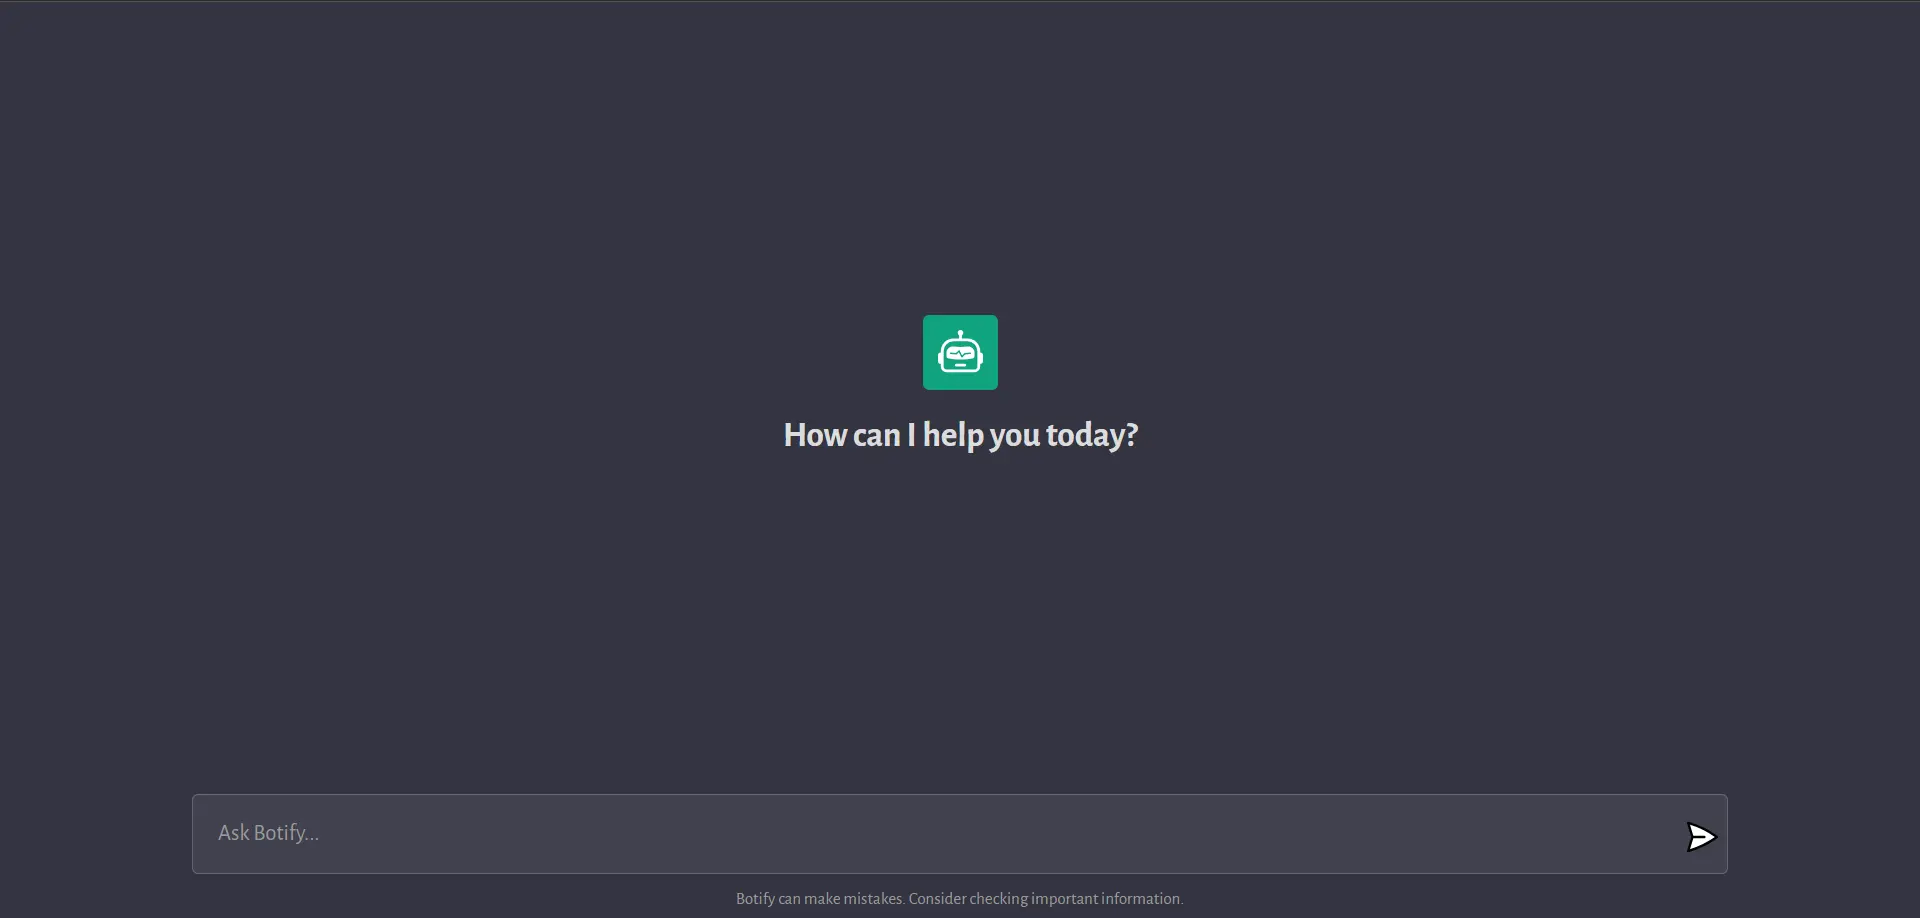 How can I help you today?
Ask Botify...
Botify can make mistakes. Consider checking important information.